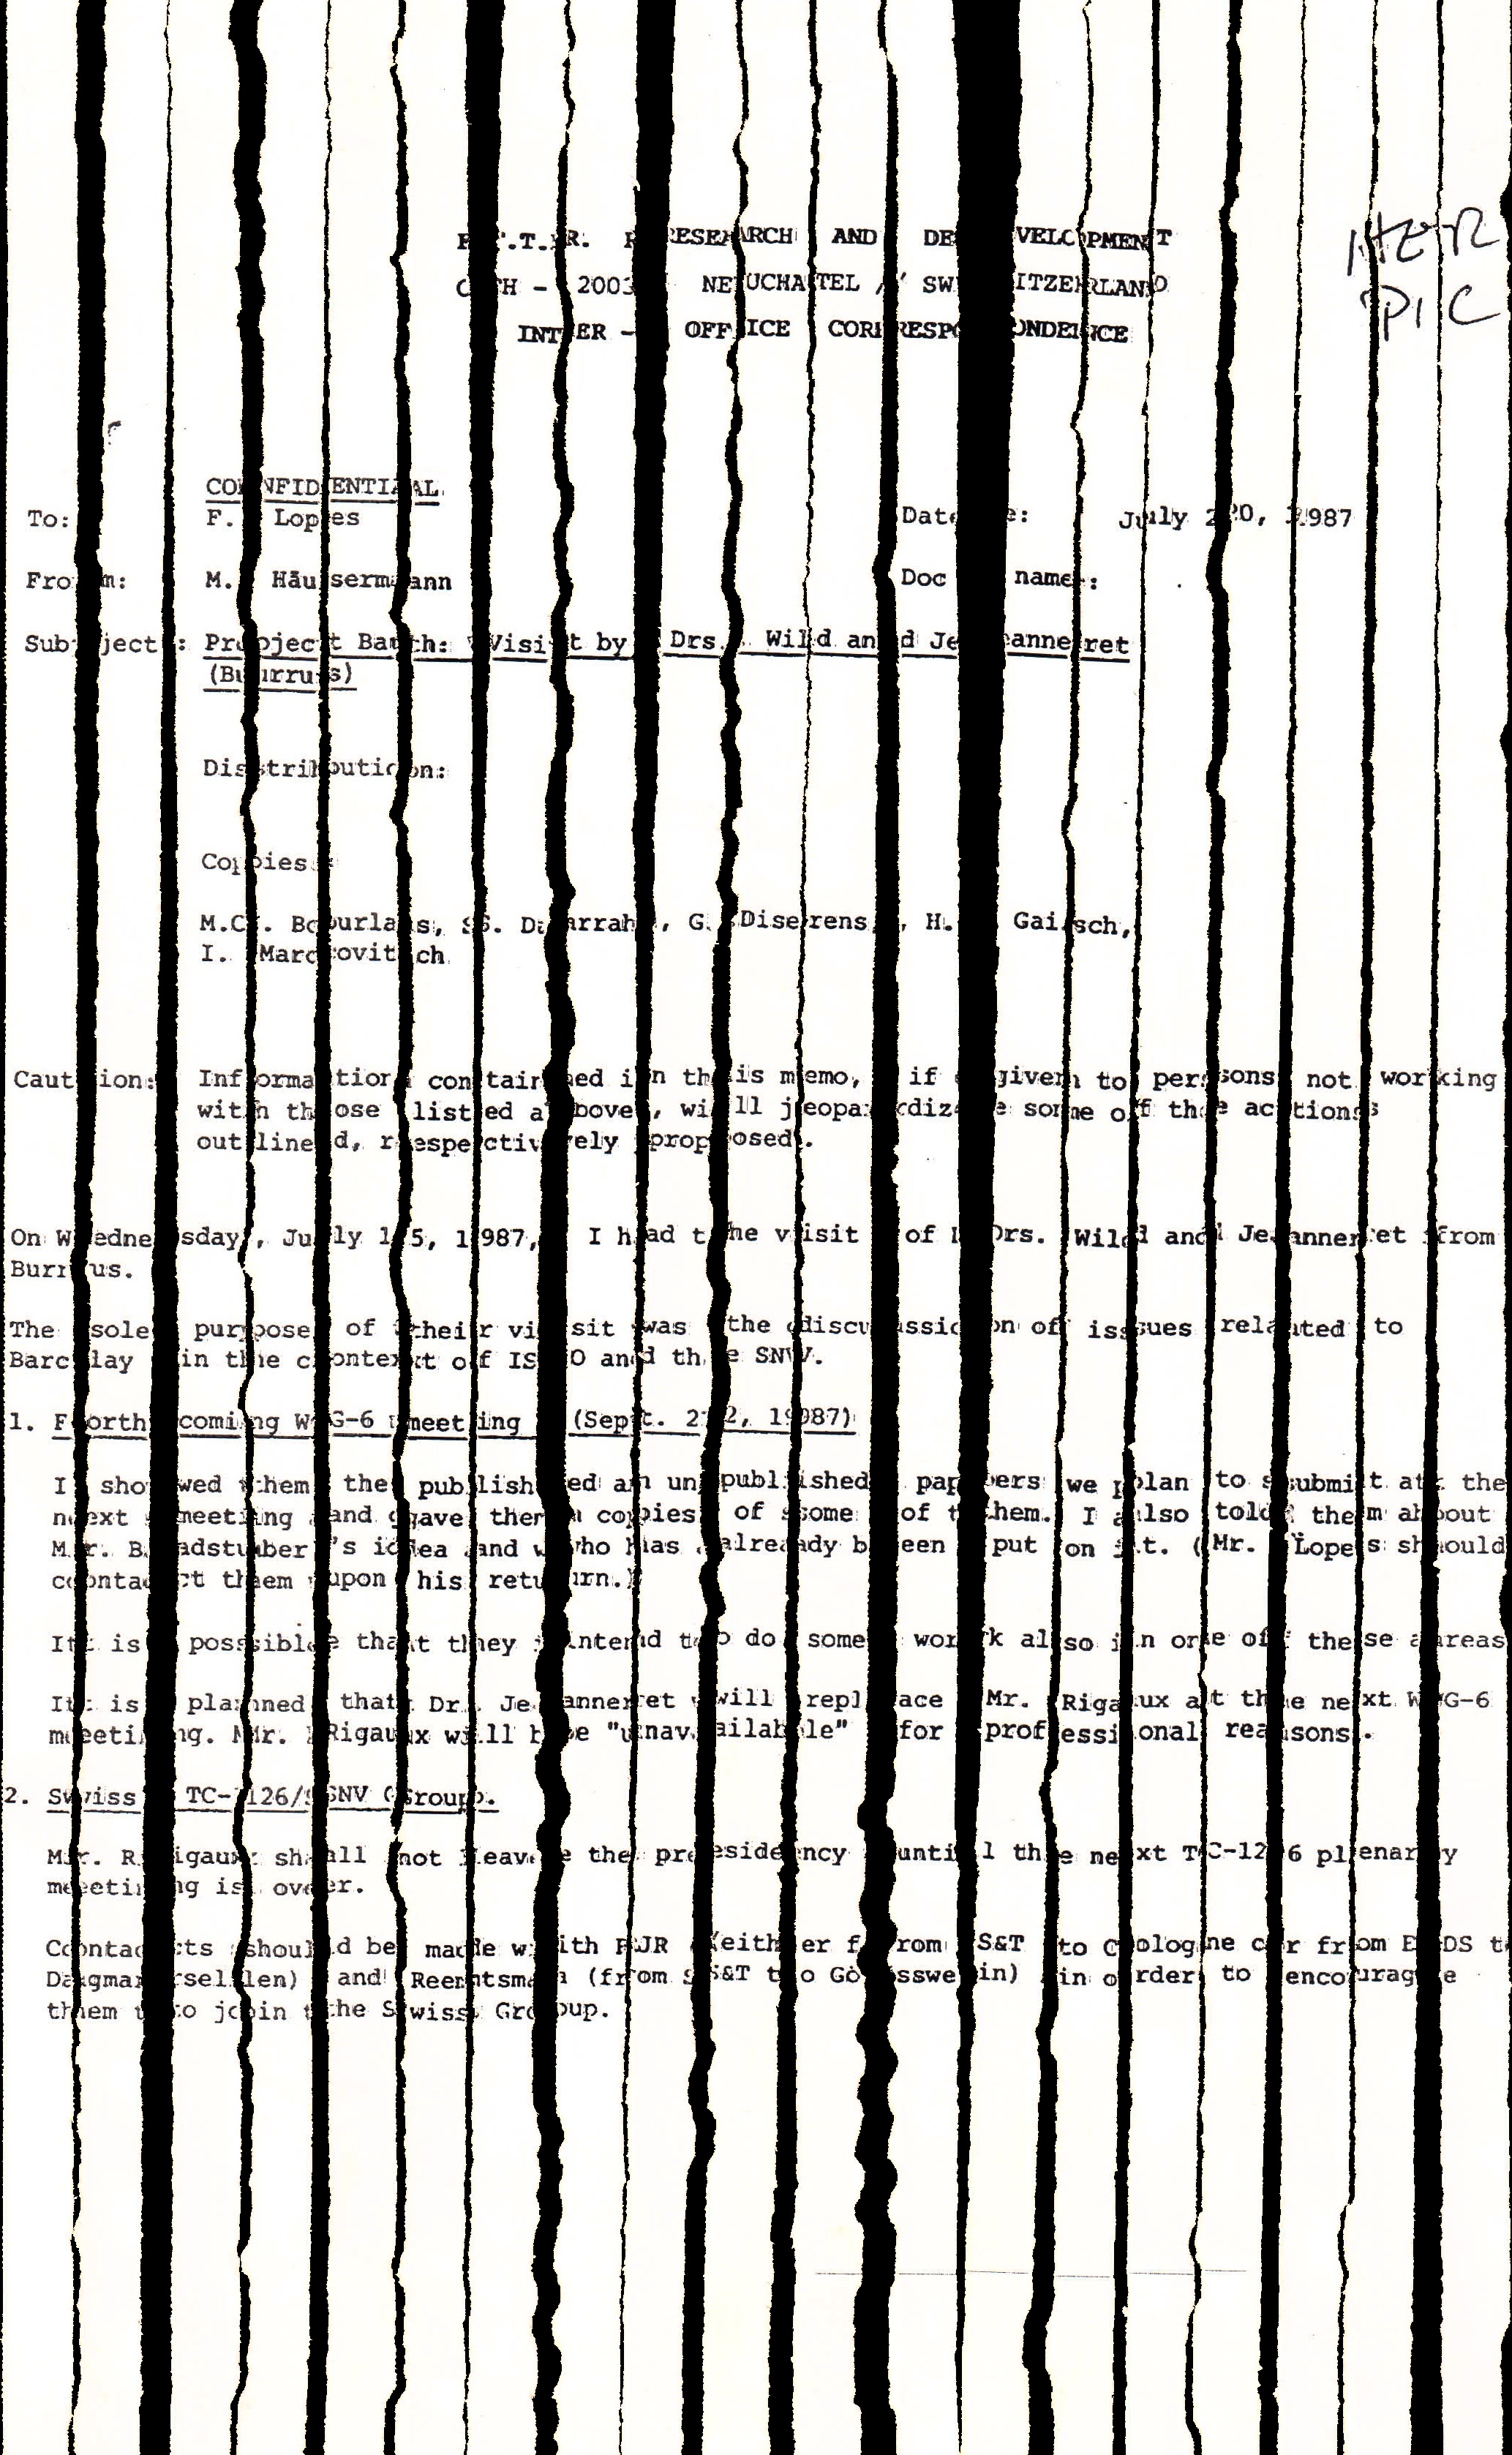 F.T.R. RESEARCH AND DEVELOPMENT
CH - 2003 NEUCHATEL / SWITZERLAND
INTER - OFFICE CORRESPONDENCE
HER
PIC
CONFIDENTIAL
To: F. Lopes Date: July 20, 1987
From: M. Häusermann Doc name:
Subject: Project Barth: Visit by Drs. Wild and Jeanneret
(Burrus)
Distribution:
Copies:
M.C. Bourlas, S. Darrah, G. Diserens, H. Gaisch,
I. Marcovitch
Caution: Information contained in this memo, if given to persons not working
with those listed above, will jeopardize some of the actions
outlined, respectively proposed.
On Wednesday, July 15, 1987, I had the visit of Drs. Wild and Jeanneret from
Burrus.
The sole purpose of their visit was the discussion of issues related to
Barclay in the context of ISO and the SNV.
1. Forthcoming WG-6 meeting (Sept. 22, 1987)
I showed them the published an unpublished papers we plan to submit at the
next meeting and gave them copies of some of them. I also told them about
Mr. Badstuber's idea and who has already been put on it. (Mr. Lopes should
contact them upon his return.)
It is possible that they intend to do some work also in one of these areas
It is planned that Dr. Jeanneret will replace Mr. Rigaux at the next WG-6
meeting. Mr. Rigaux will be "unavailable" for professional reasons.
2. Swiss TC-126/SNV Group.
Mr. Rigaux shall not leave the presidency until the next TC-126 plenary
meeting is over.
Contacts should be made with RJR (either from S&T to Cologne or from EDS to
Dagmarsellen) and Reemtsma (from S&T to Gösswein) in order to encourage
them to join the Swiss Group.